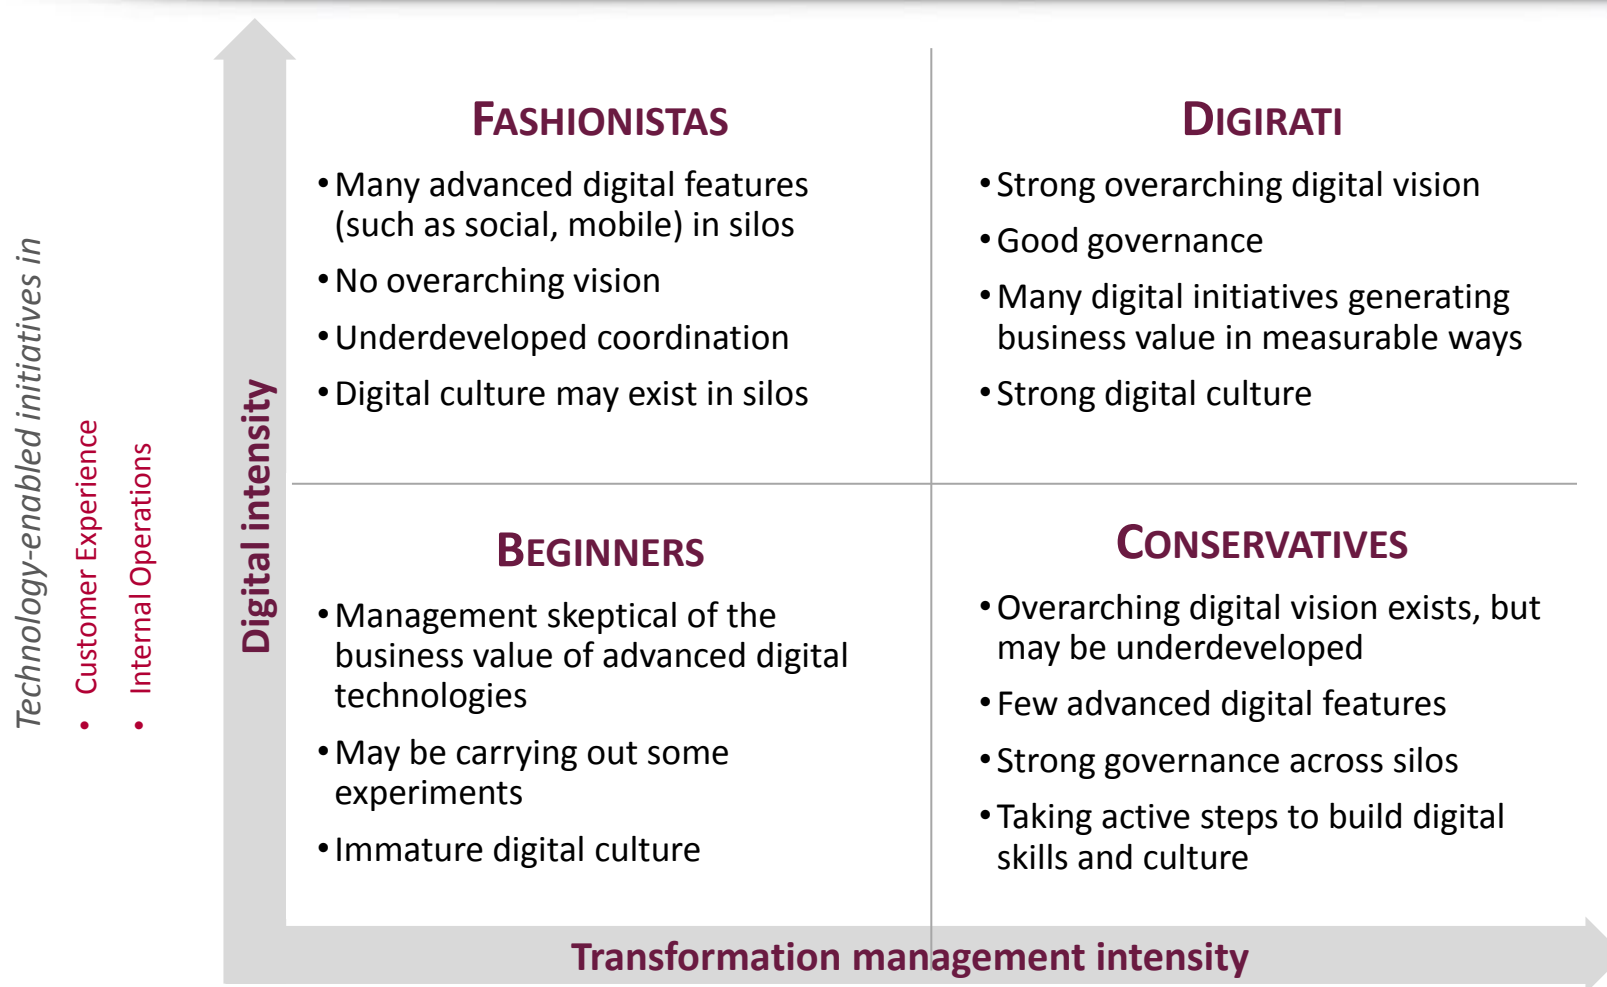 Technology-enabled initiatives in
• Customer Experience
• Internal Operations
Digital intensity
FASHIONISTAS
• Many advanced digital features
(such as social, mobile) in silos
• No overarching vision
• Underdeveloped coordination
• Digital culture may exist in silos
DIGIRATI
• Strong overarching digital vision
• Good governance
• Many digital initiatives generating
business value in measurable ways
• Strong digital culture
BEGINNERS
• Management skeptical of the
business value of advanced digital
technologies
• May be carrying out some
experiments
• Immature digital culture
CONSERVATIVES
• Overarching digital vision exists, but
may be underdeveloped
• Few advanced digital features
• Strong governance across silos
• Taking active steps to build digital
skills and culture
Transformation management intensity